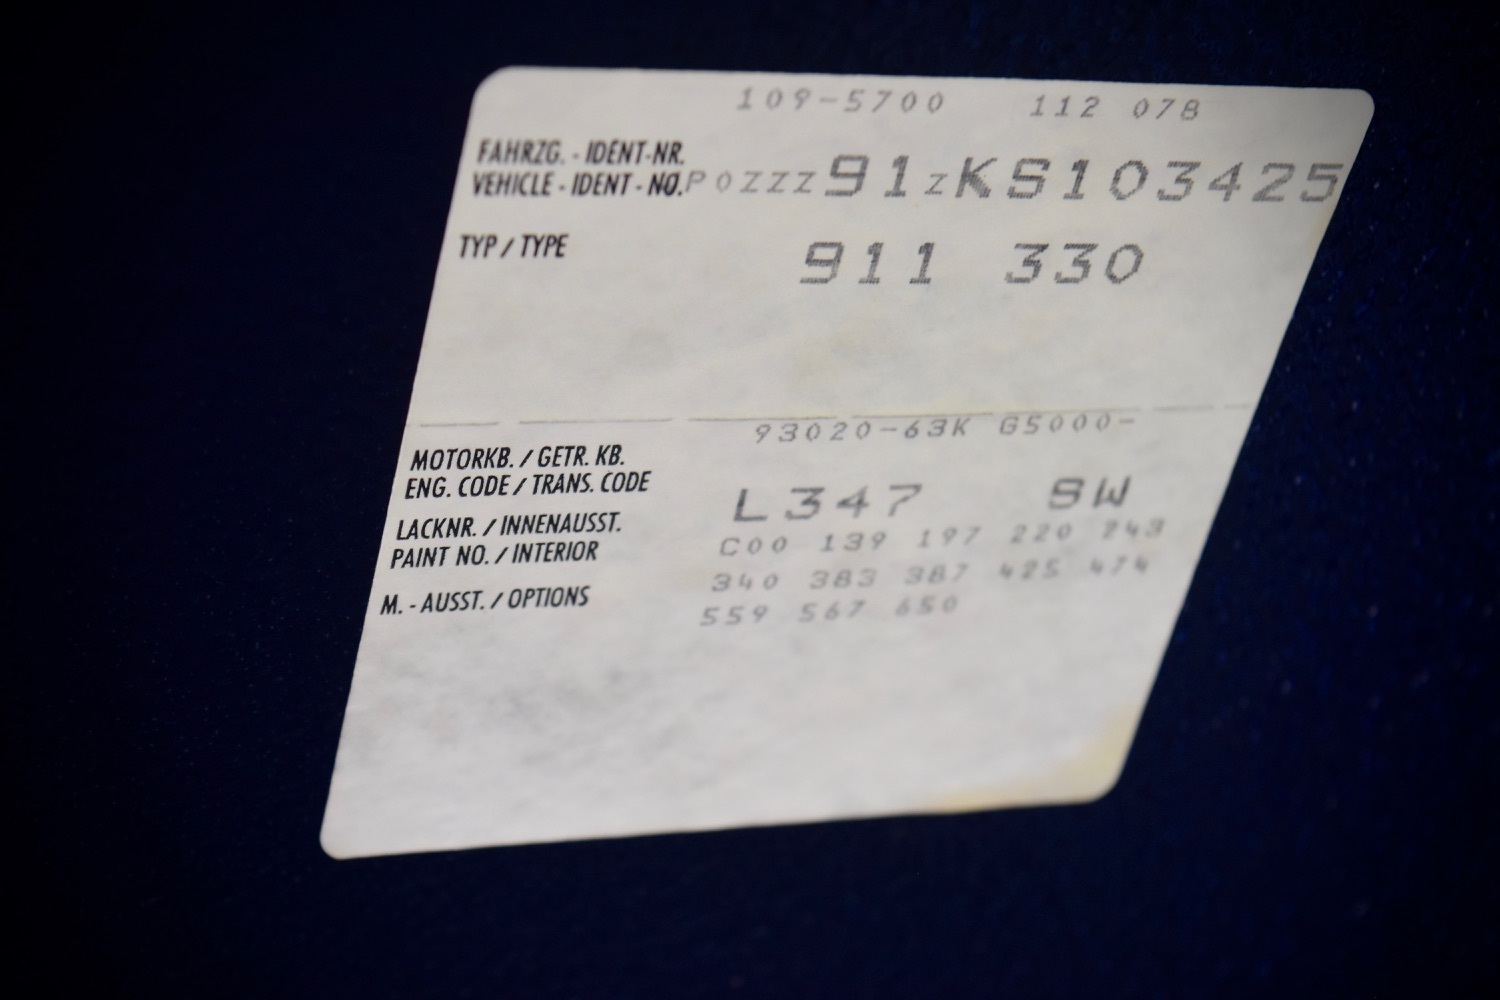 109-5700 112 078
FAHRZG. - IDENT-NR.
VEHICLE - IDENT - NO. P0ZZZ91ZKS103425
TYP / TYPE 911 330
93020-63K G5000-
MOTORKB. / GETR. KB.
ENG. CODE / TRANS. CODE
L347 SW
LACKNR. / INNENAUSST.
PAINT NO. / INTERIOR
C00 139 197 220 243
340 383 387 425 474
M. - AUSST. / OPTIONS
559 567 650